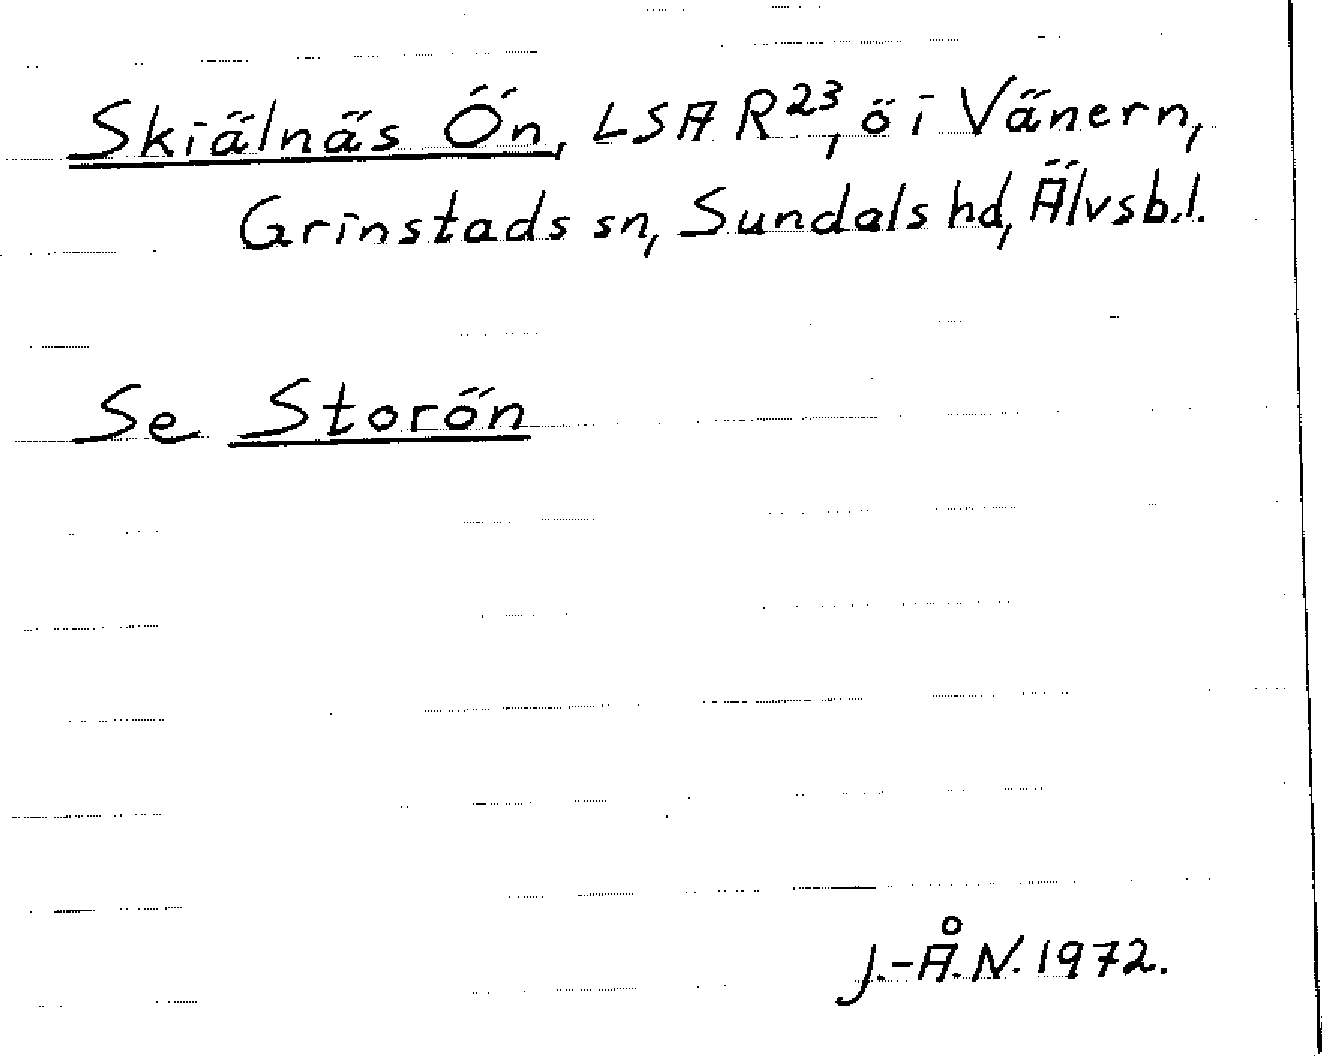 Skiälnäs Ön, LSA R²³, ö i Vänern,
Grinstads sn, Sundals hd, Älvsb.l.
Se Storön
J.-Å.N. 1972.